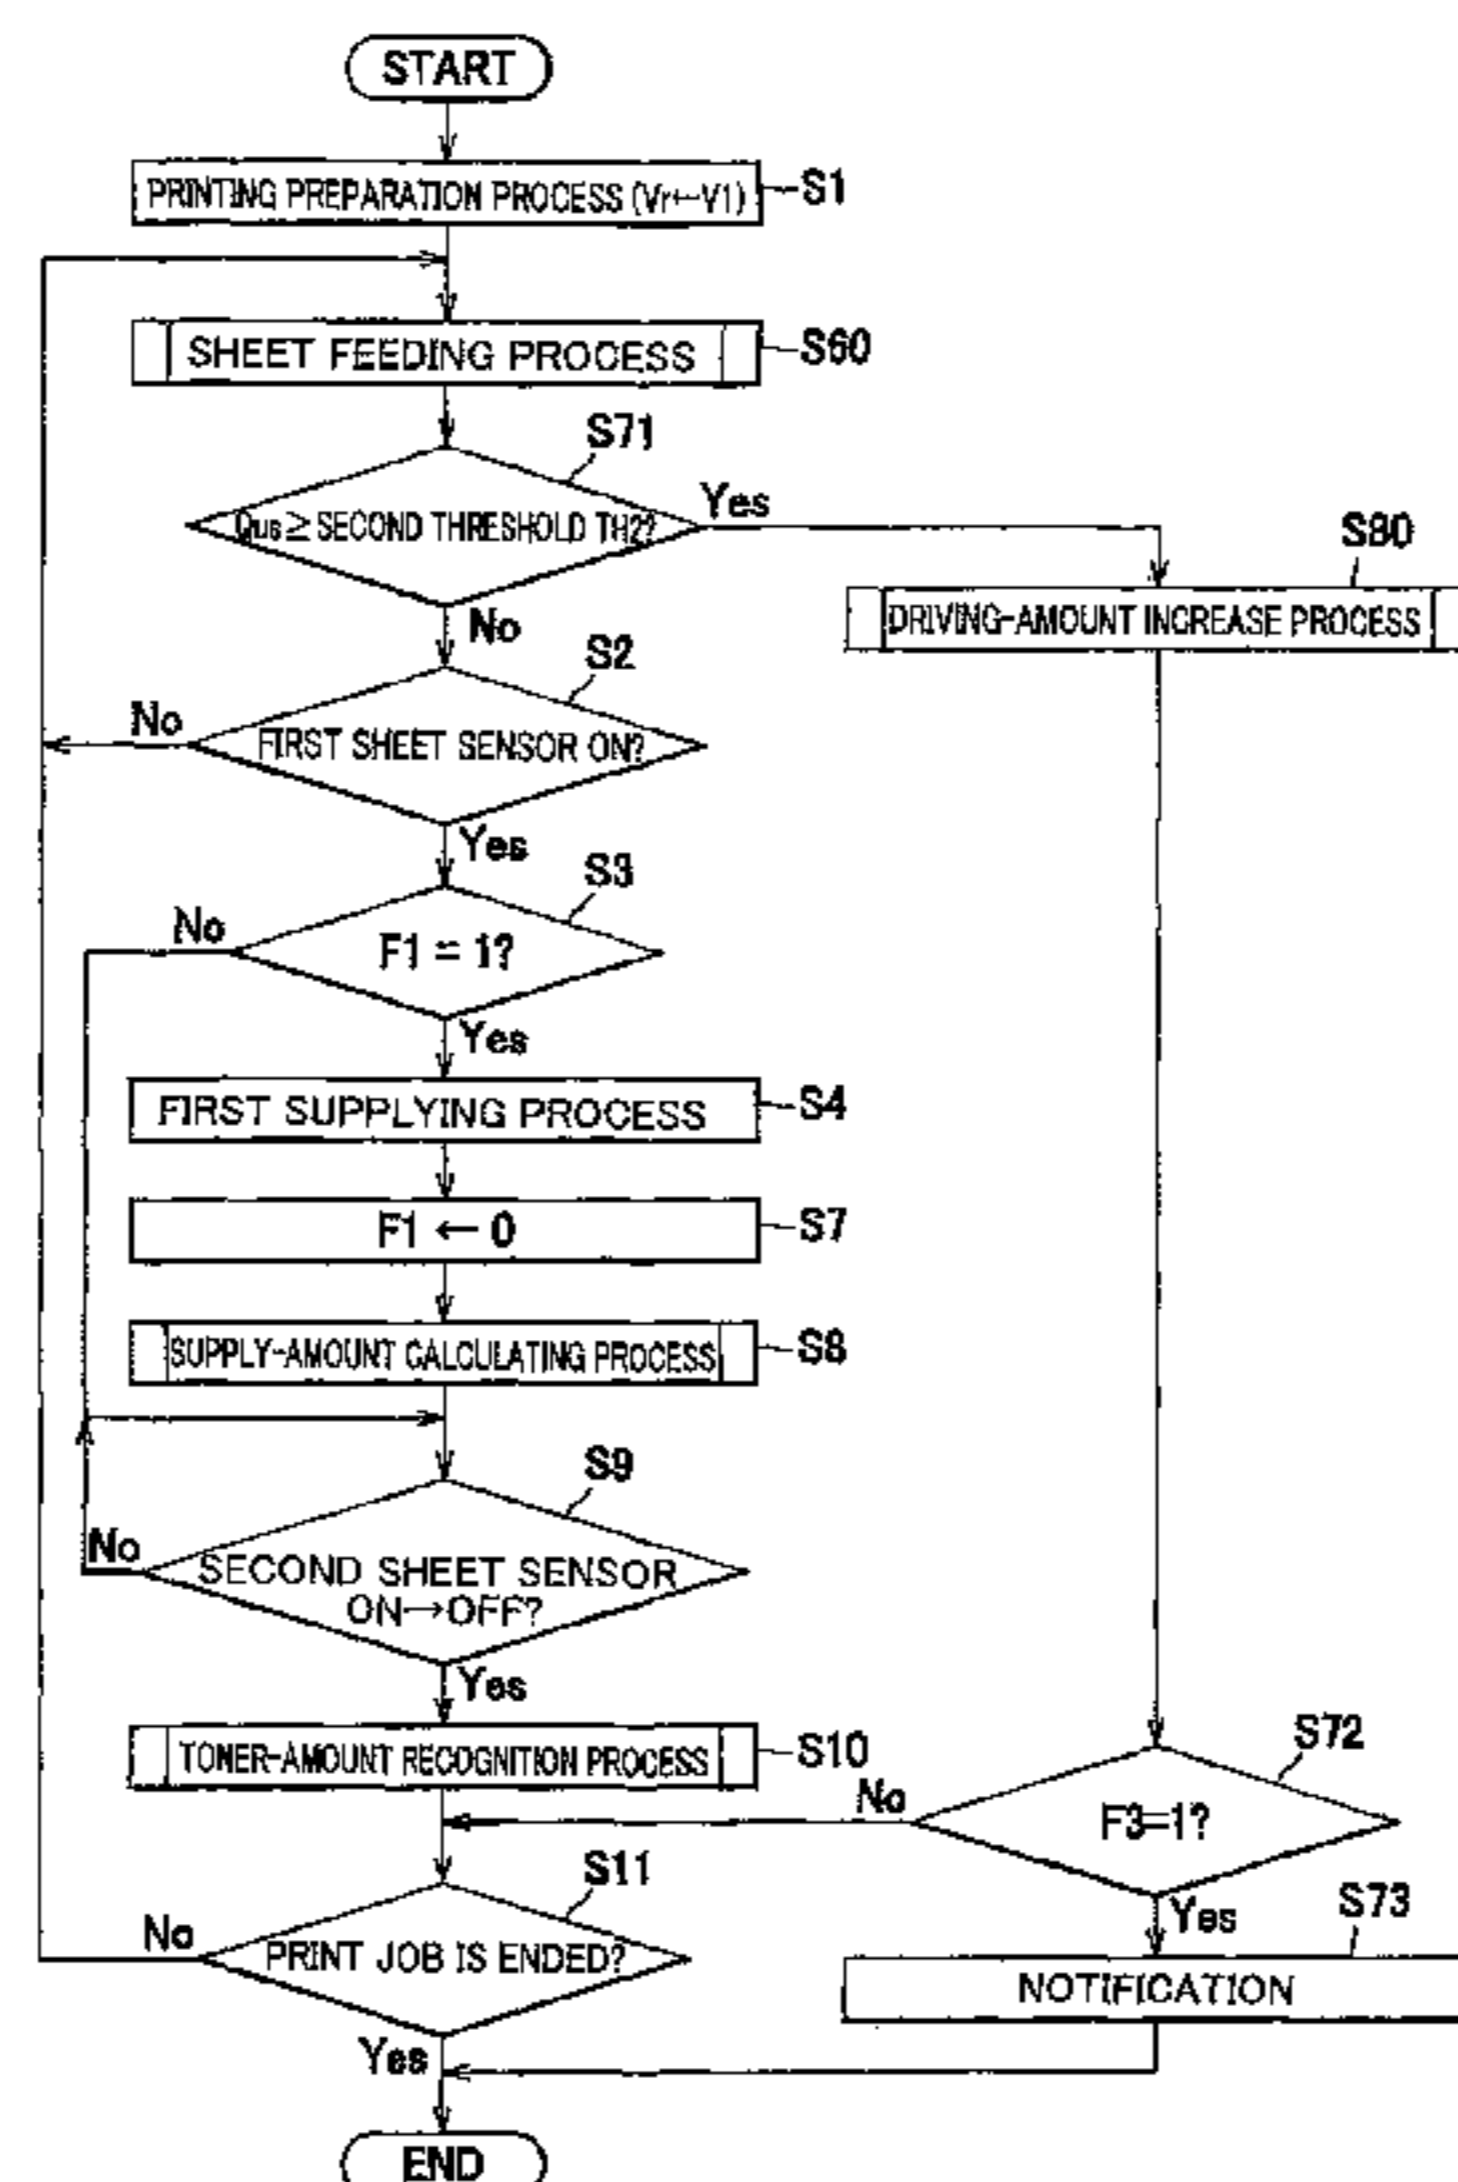 START
PRINTING PREPARATION PROCESS (Vr←V1)
S1
SHEET FEEDING PROCESS
S60
S71
Qus ≥ SECOND THRESHOLD TH2?
Yes
No
S80
DRIVING-AMOUNT INCREASE PROCESS
S2
FIRST SHEET SENSOR ON?
No
Yes
S3
F1 = 1?
No
Yes
FIRST SUPPLYING PROCESS
S4
F1 ← 0
S7
SUPPLY-AMOUNT CALCULATING PROCESS
S8
S9
SECOND SHEET SENSOR
ON→OFF?
No
Yes
TONER-AMOUNT RECOGNITION PROCESS
S10
S72
F3=1?
No
Yes
S11
PRINT JOB IS ENDED?
No
Yes
S73
NOTIFICATION
END